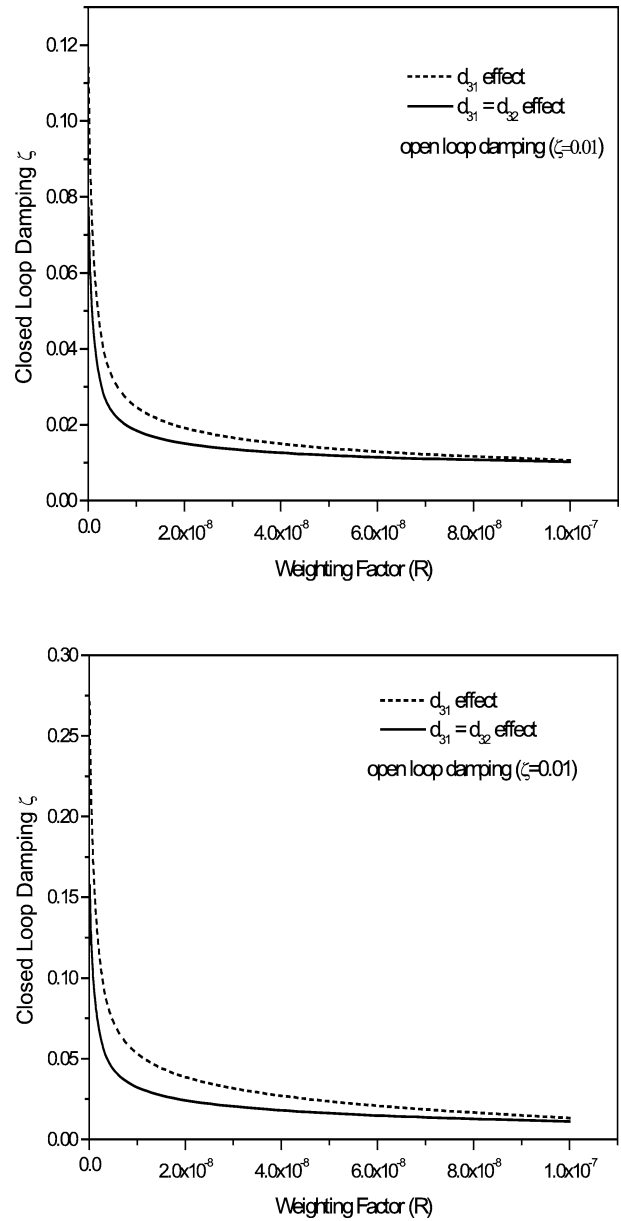 0.12
0.10
0.08
0.06
0.04
0.02
0.00
Closed Loop Damping ζ
d₃₁ effect
d₃₁ = d₃₂ effect
open loop damping (ζ=0.01)
0.0 2.0x10⁻⁸ 4.0x10⁻⁸ 6.0x10⁻⁸ 8.0x10⁻⁸ 1.0x10⁻⁷
Weighting Factor (R)
0.30
0.25
0.20
0.15
0.10
0.05
0.00
Closed Loop Damping ζ
d₃₁ effect
d₃₁ = d₃₂ effect
open loop damping (ζ=0.01)
0.0 2.0x10⁻⁸ 4.0x10⁻⁸ 6.0x10⁻⁸ 8.0x10⁻⁸ 1.0x10⁻⁷
Weighting Factor (R)